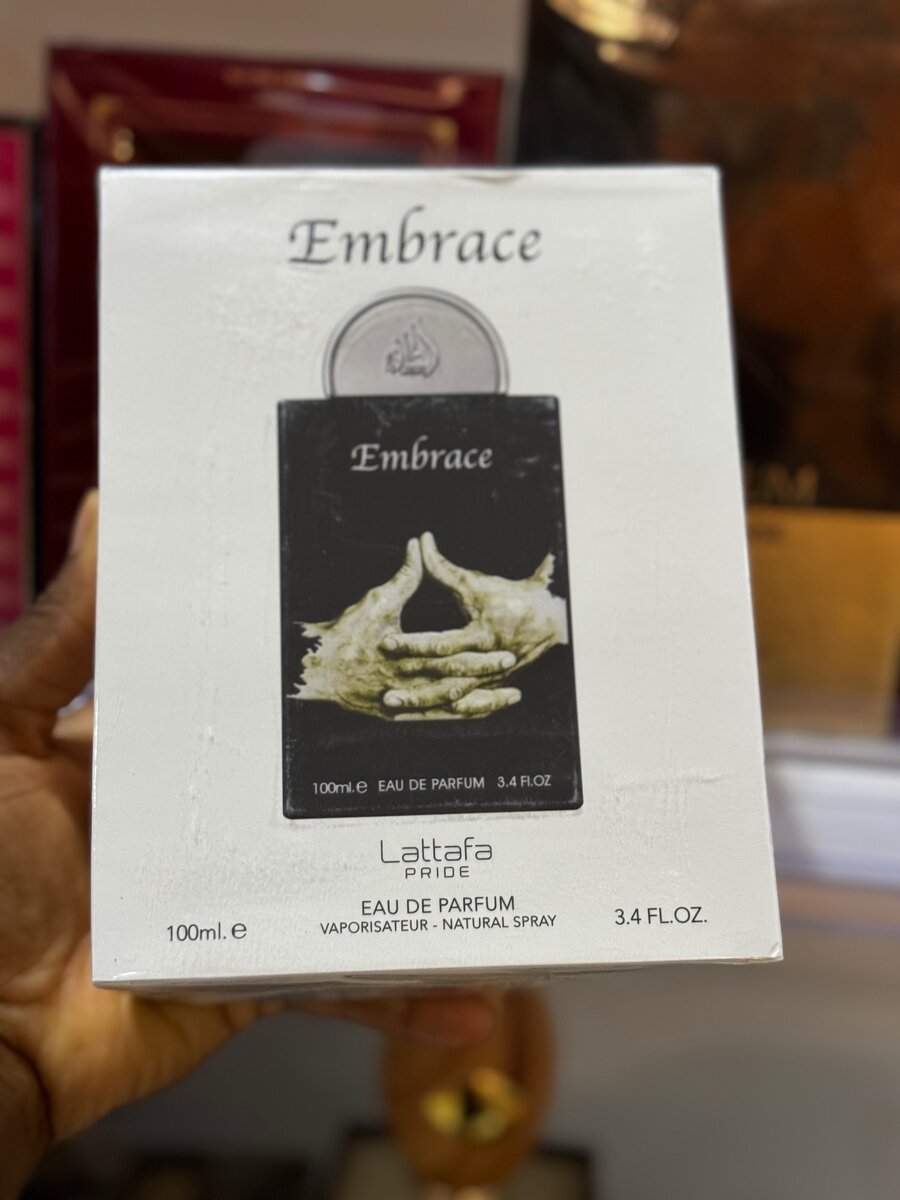 Embrace
Embrace
100ml.e EAU DE PARFUM 3.4 Fl.OZ
Lattafa
PRIDE
EAU DE PARFUM
VAPORISATEUR - NATURAL SPRAY
100ml. e
3.4 FL.OZ.